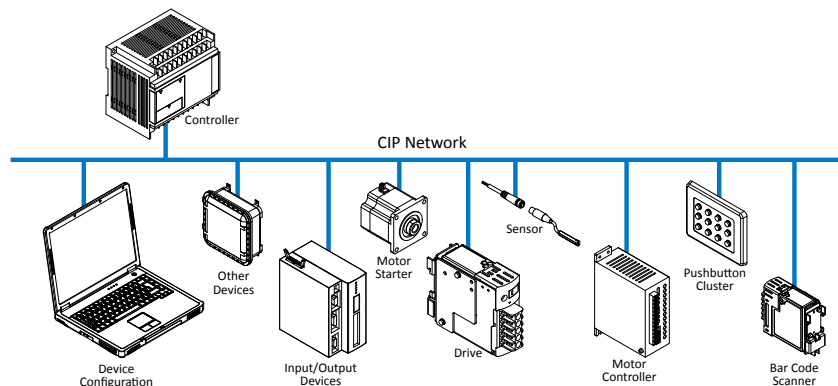 Controller
CIP Network
Device
Configuration
Other
Devices
Input/Output
Devices
Motor
Starter
Drive
Sensor
Motor
Controller
Pushbutton
Cluster
Bar Code
Scanner